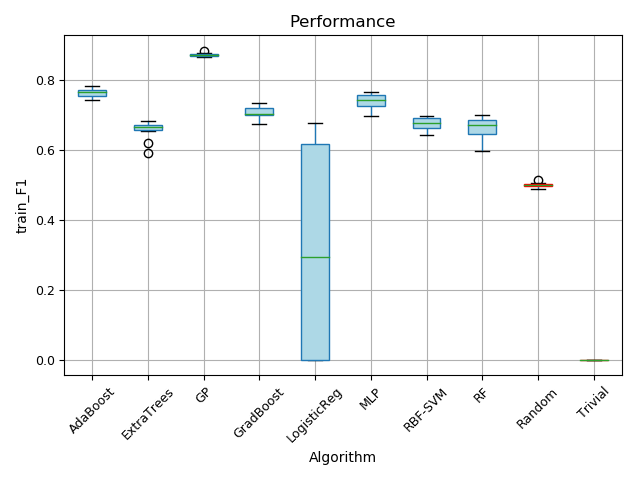 Performance
train_F1
0.8
0.6
0.4
0.2
0.0
AdaBoost
ExtraTrees
GP
GradBoost
LogisticReg
MLP
RBF-SVM
RF
Random
Trivial
Algorithm